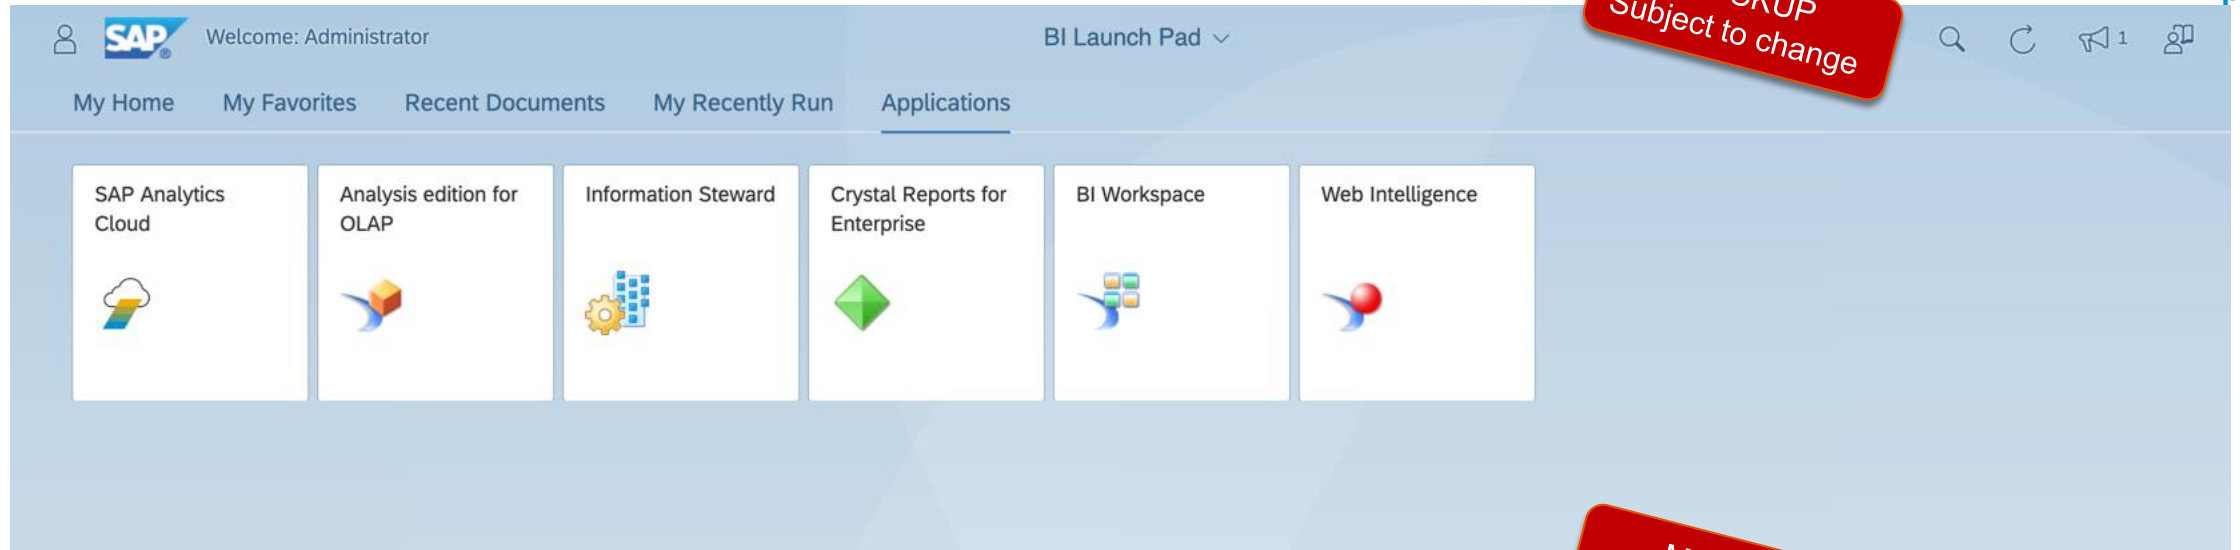 SAP
Welcome: Administrator
BI Launch Pad
Subject to change
1
My Home
My Favorites
Recent Documents
My Recently Run
Applications
SAP Analytics
Cloud
Analysis edition for
OLAP
Information Steward
Crystal Reports for
Enterprise
BI Workspace
Web Intelligence